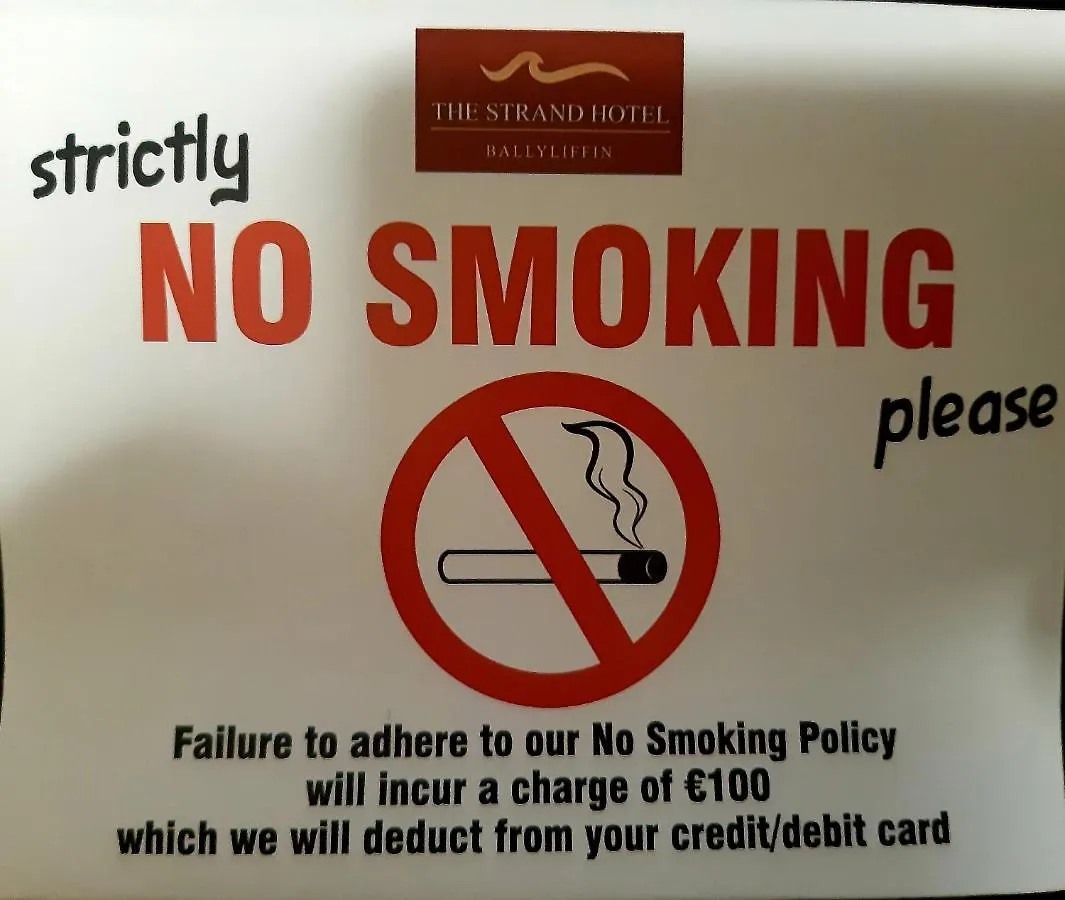 THE STRAND HOTEL
BALLYLIFFIN
strictly
NO SMOKING
please
Failure to adhere to our No Smoking Policy
will incur a charge of €100
which we will deduct from your credit/debit card